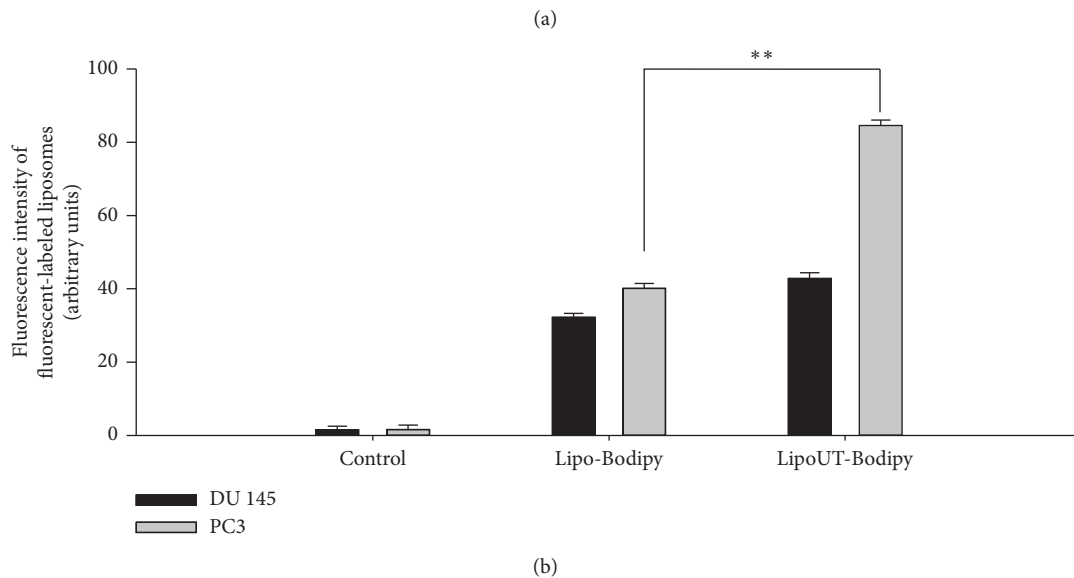 (a)
100
80
60
40
20
0
Fluorescence intensity of
fluorescent-labeled liposomes
(arbitrary units)
**
Control
Lipo-Bodipy
LipoUT-Bodipy
DU 145
PC3
(b)